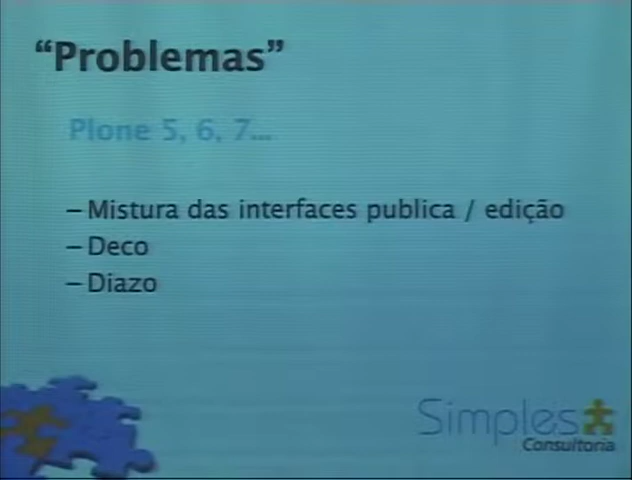 “Problemas”
Plone 5, 6, 7...
– Mistura das interfaces publica / edição
– Deco
– Diazo
Simples
Consultoria